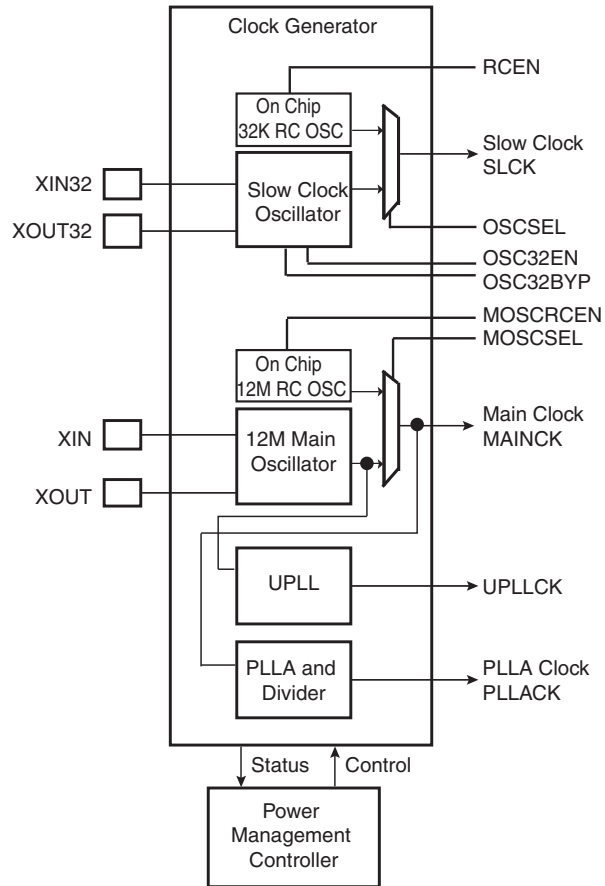 Clock Generator
RCEN
On Chip
32K RC OSC
Slow Clock
SLCK
XIN32
Slow Clock
Oscillator
XOUT32
OSCSEL
OSC32EN
OSC32BYP
MOSCRCEN
MOSCSEL
On Chip
12M RC OSC
Main Clock
MAINCK
XIN
12M Main
Oscillator
XOUT
UPLL
UPLLCK
PLLA and
Divider
PLLA Clock
PLLACK
Status
Control
Power
Management
Controller